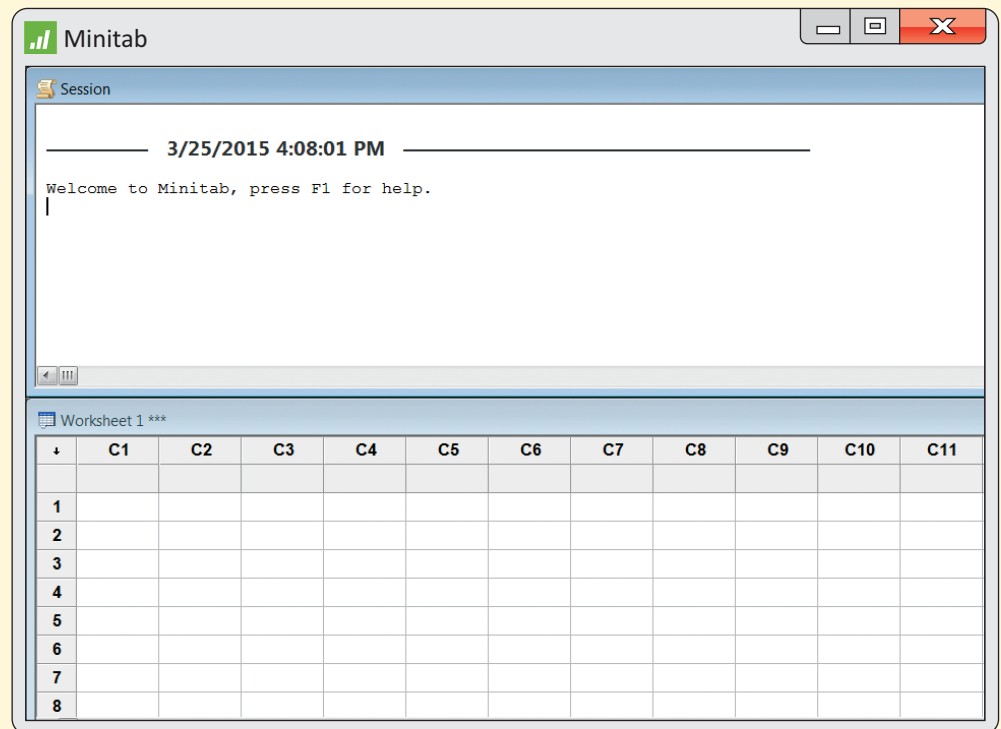 Minitab
Session
3/25/2015 4:08:01 PM
Welcome to Minitab, press F1 for help.
Worksheet 1 ***
↓ C1 C2 C3 C4 C5 C6 C7 C8 C9 C10 C11
1
2
3
4
5
6
7
8